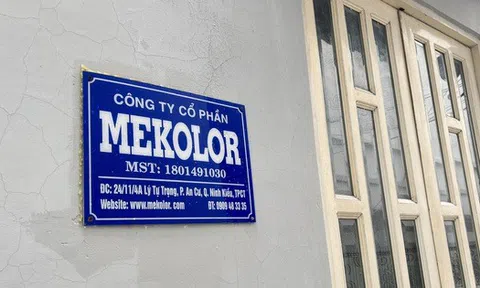 CÔNG TY CỔ PHẦN
MEKOLOR
MST: 1801491030
ĐC: 24/11/4A Lý Tự Trọng, P. An Cư, Q. Ninh Kiều, TPCT
Website: www.mekolor. com ĐT: 0909 48 33 35